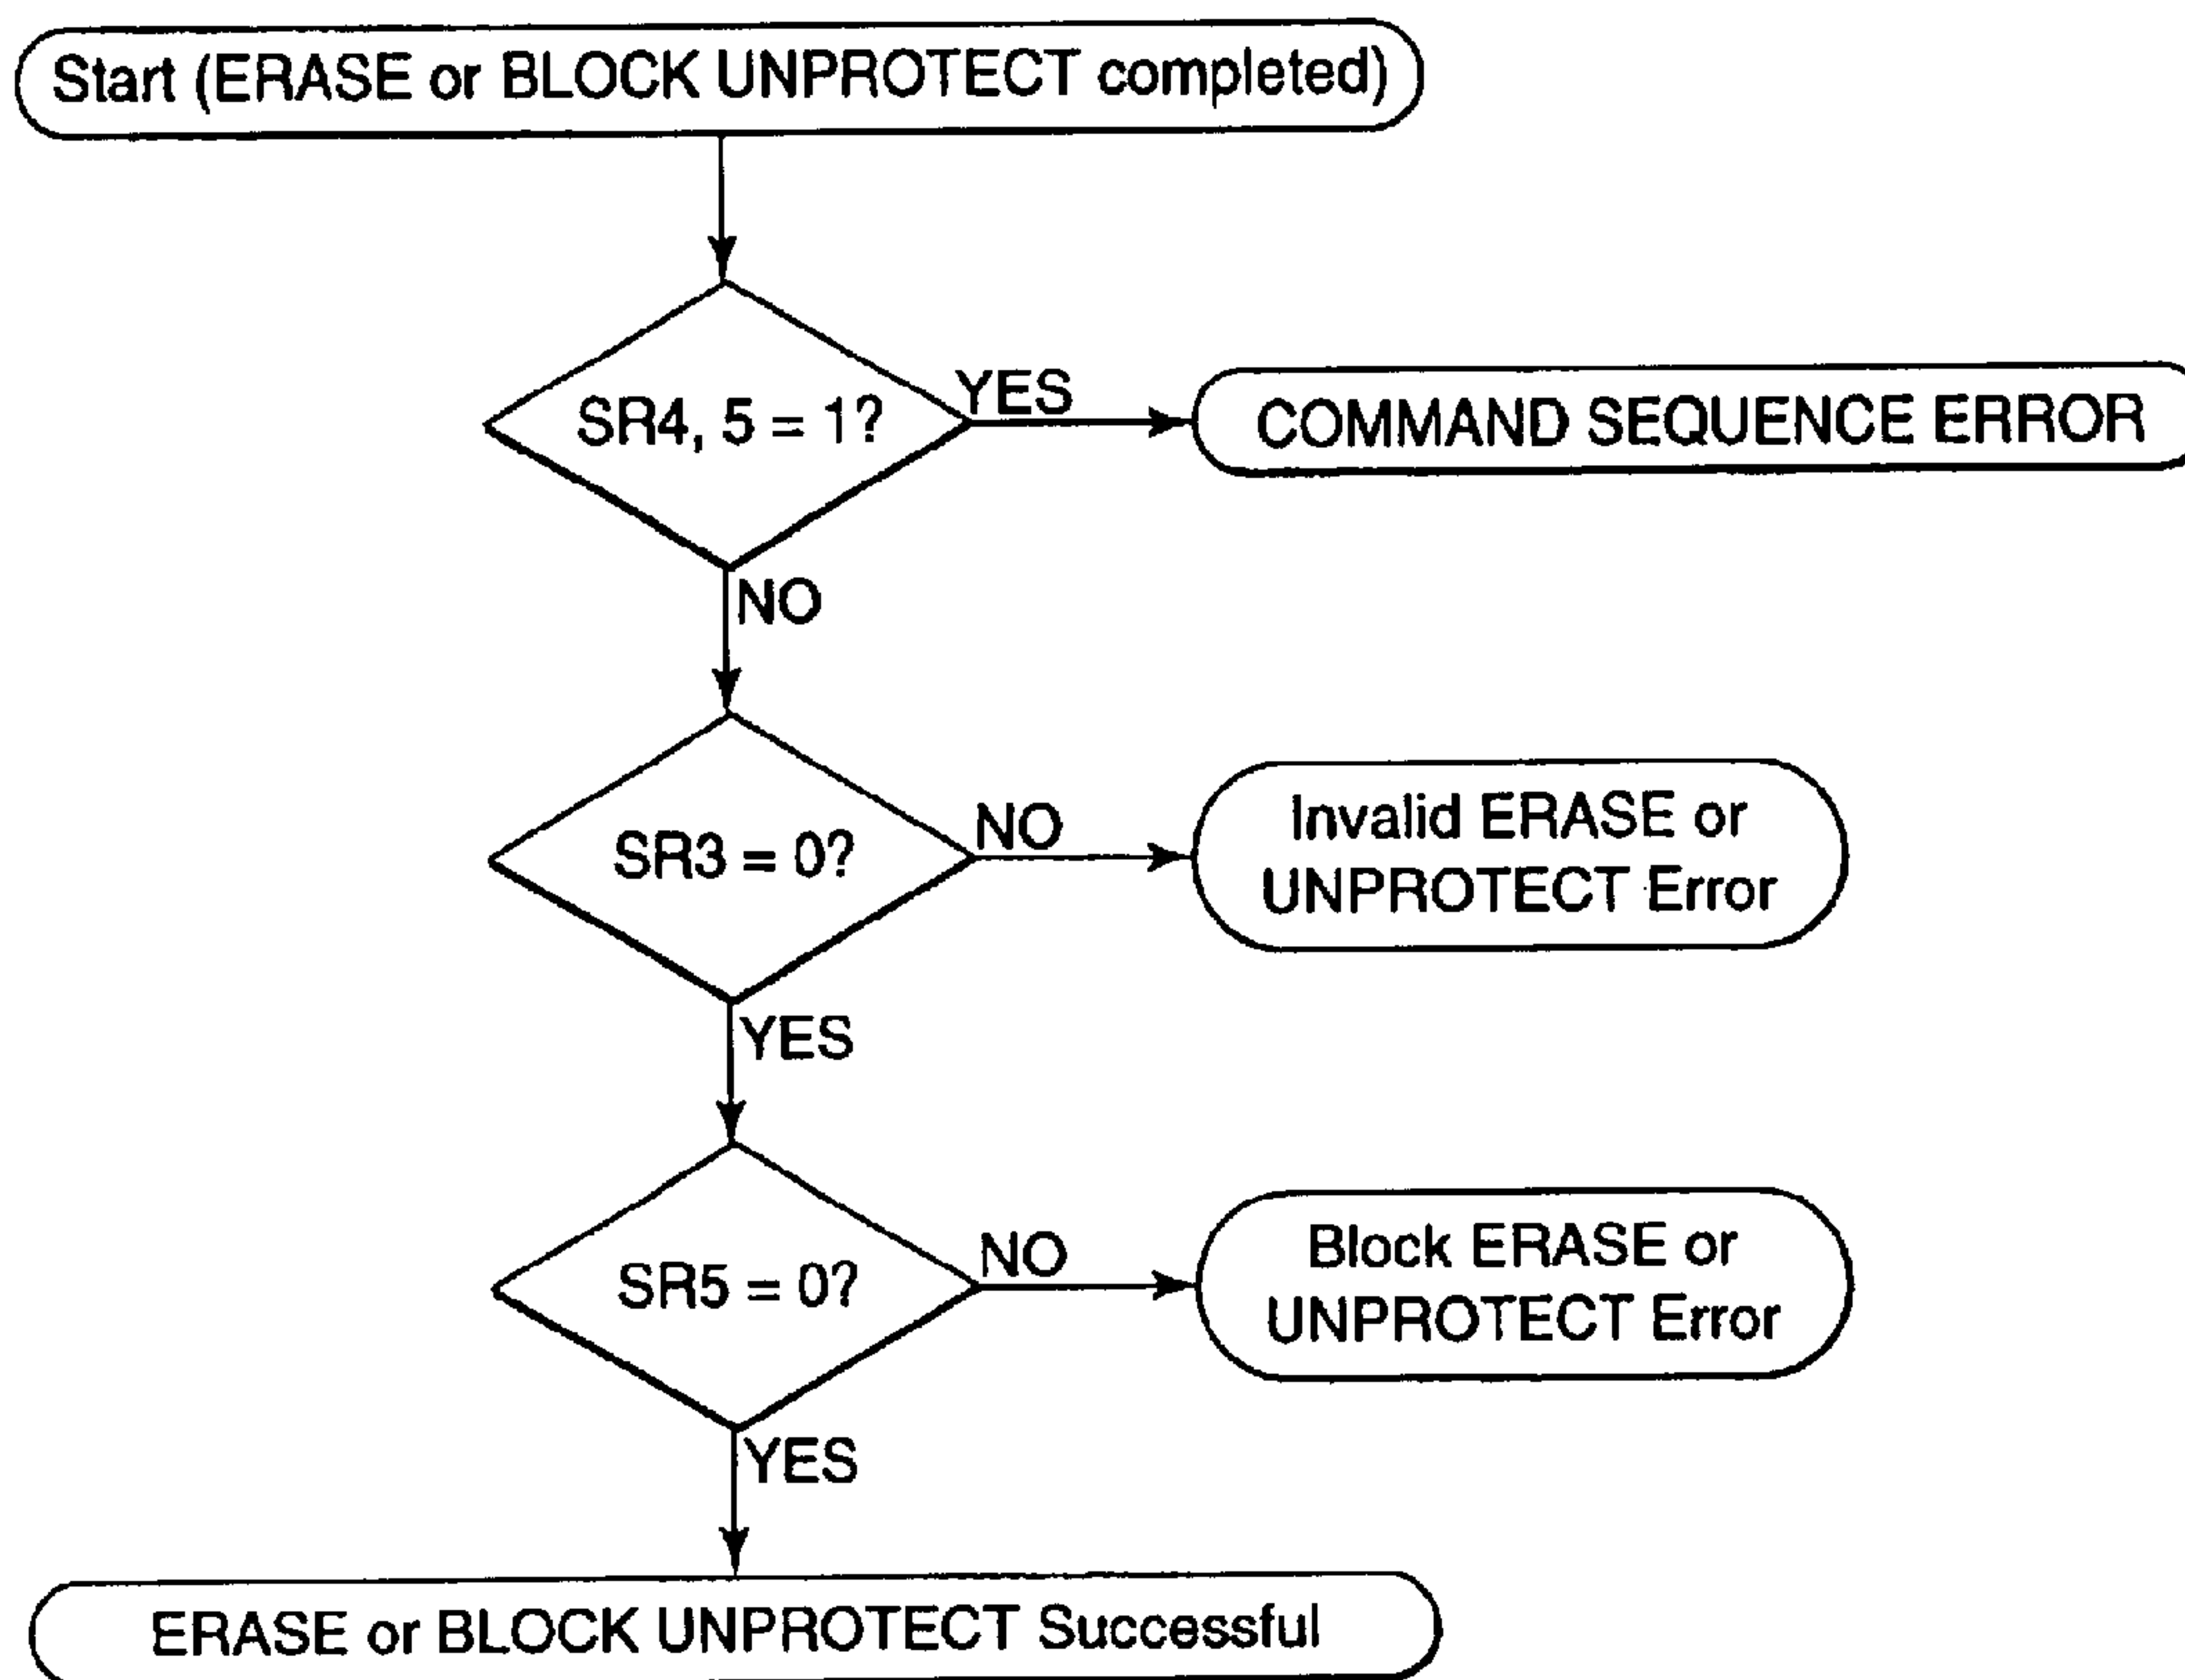 Start (ERASE or BLOCK UNPROTECT completed)
SR4, 5 = 1?
YES
COMMAND SEQUENCE ERROR
NO
SR3 = 0?
NO
Invalid ERASE or
UNPROTECT Error
YES
SR5 = 0?
NO
Block ERASE or
UNPROTECT Error
YES
ERASE or BLOCK UNPROTECT Successful